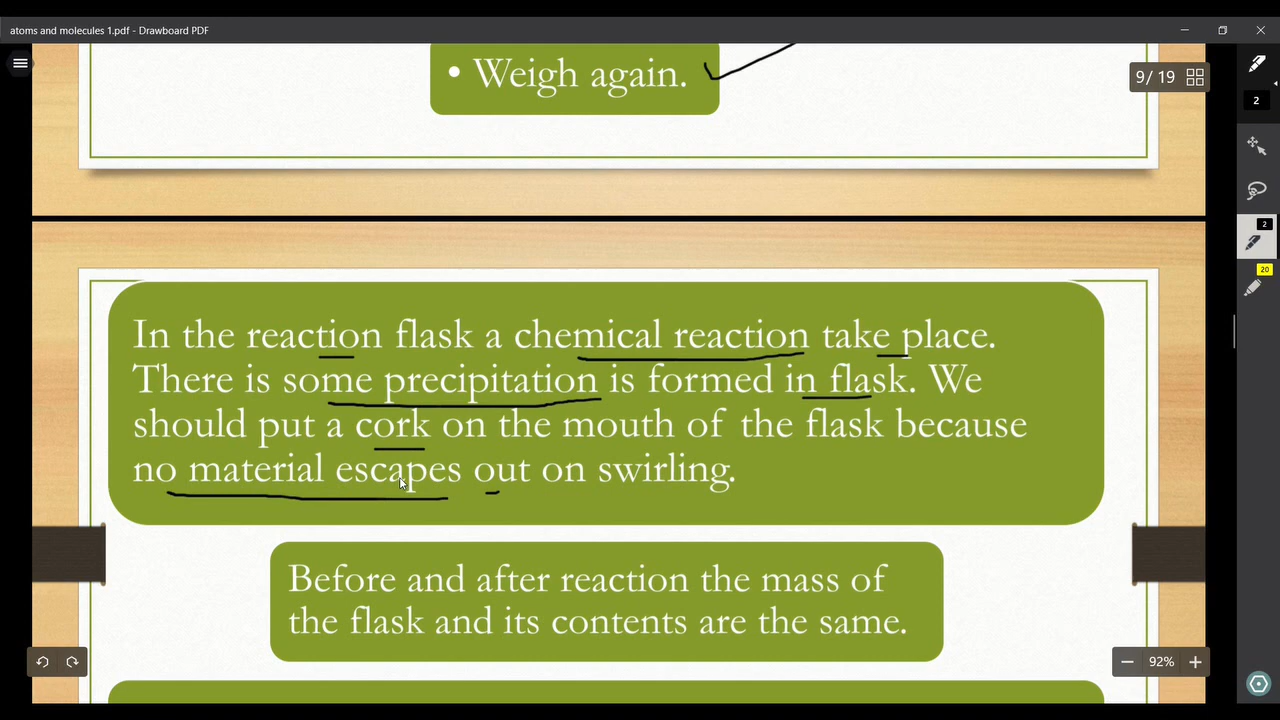 atoms and molecules 1.pdf - Drawboard PDF
• Weigh again.
9/19
2
2
20
In the reaction flask a chemical reaction take place.
There is some precipitation is formed in flask. We
should put a cork on the mouth of the flask because
no material escapes out on swirling.
Before and after reaction the mass of
the flask and its contents are the same.
92%